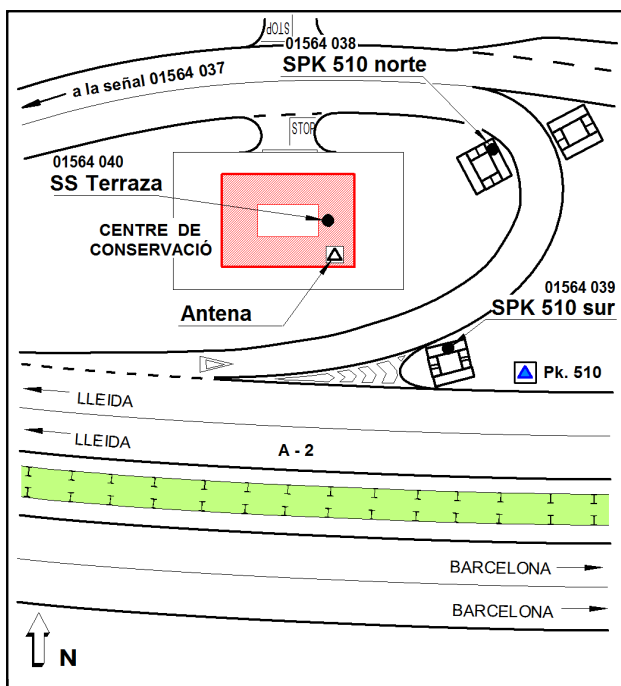 STOP
01564 038
SPK 510 norte
a la señal 01564 037
STOP
01564 040
SS Terraza
CENTRE DE
CONSERVACIÓ
Antena
01564 039
SPK 510 sur
Pk. 510
LLEIDA
LLEIDA
A - 2
BARCELONA
BARCELONA
N